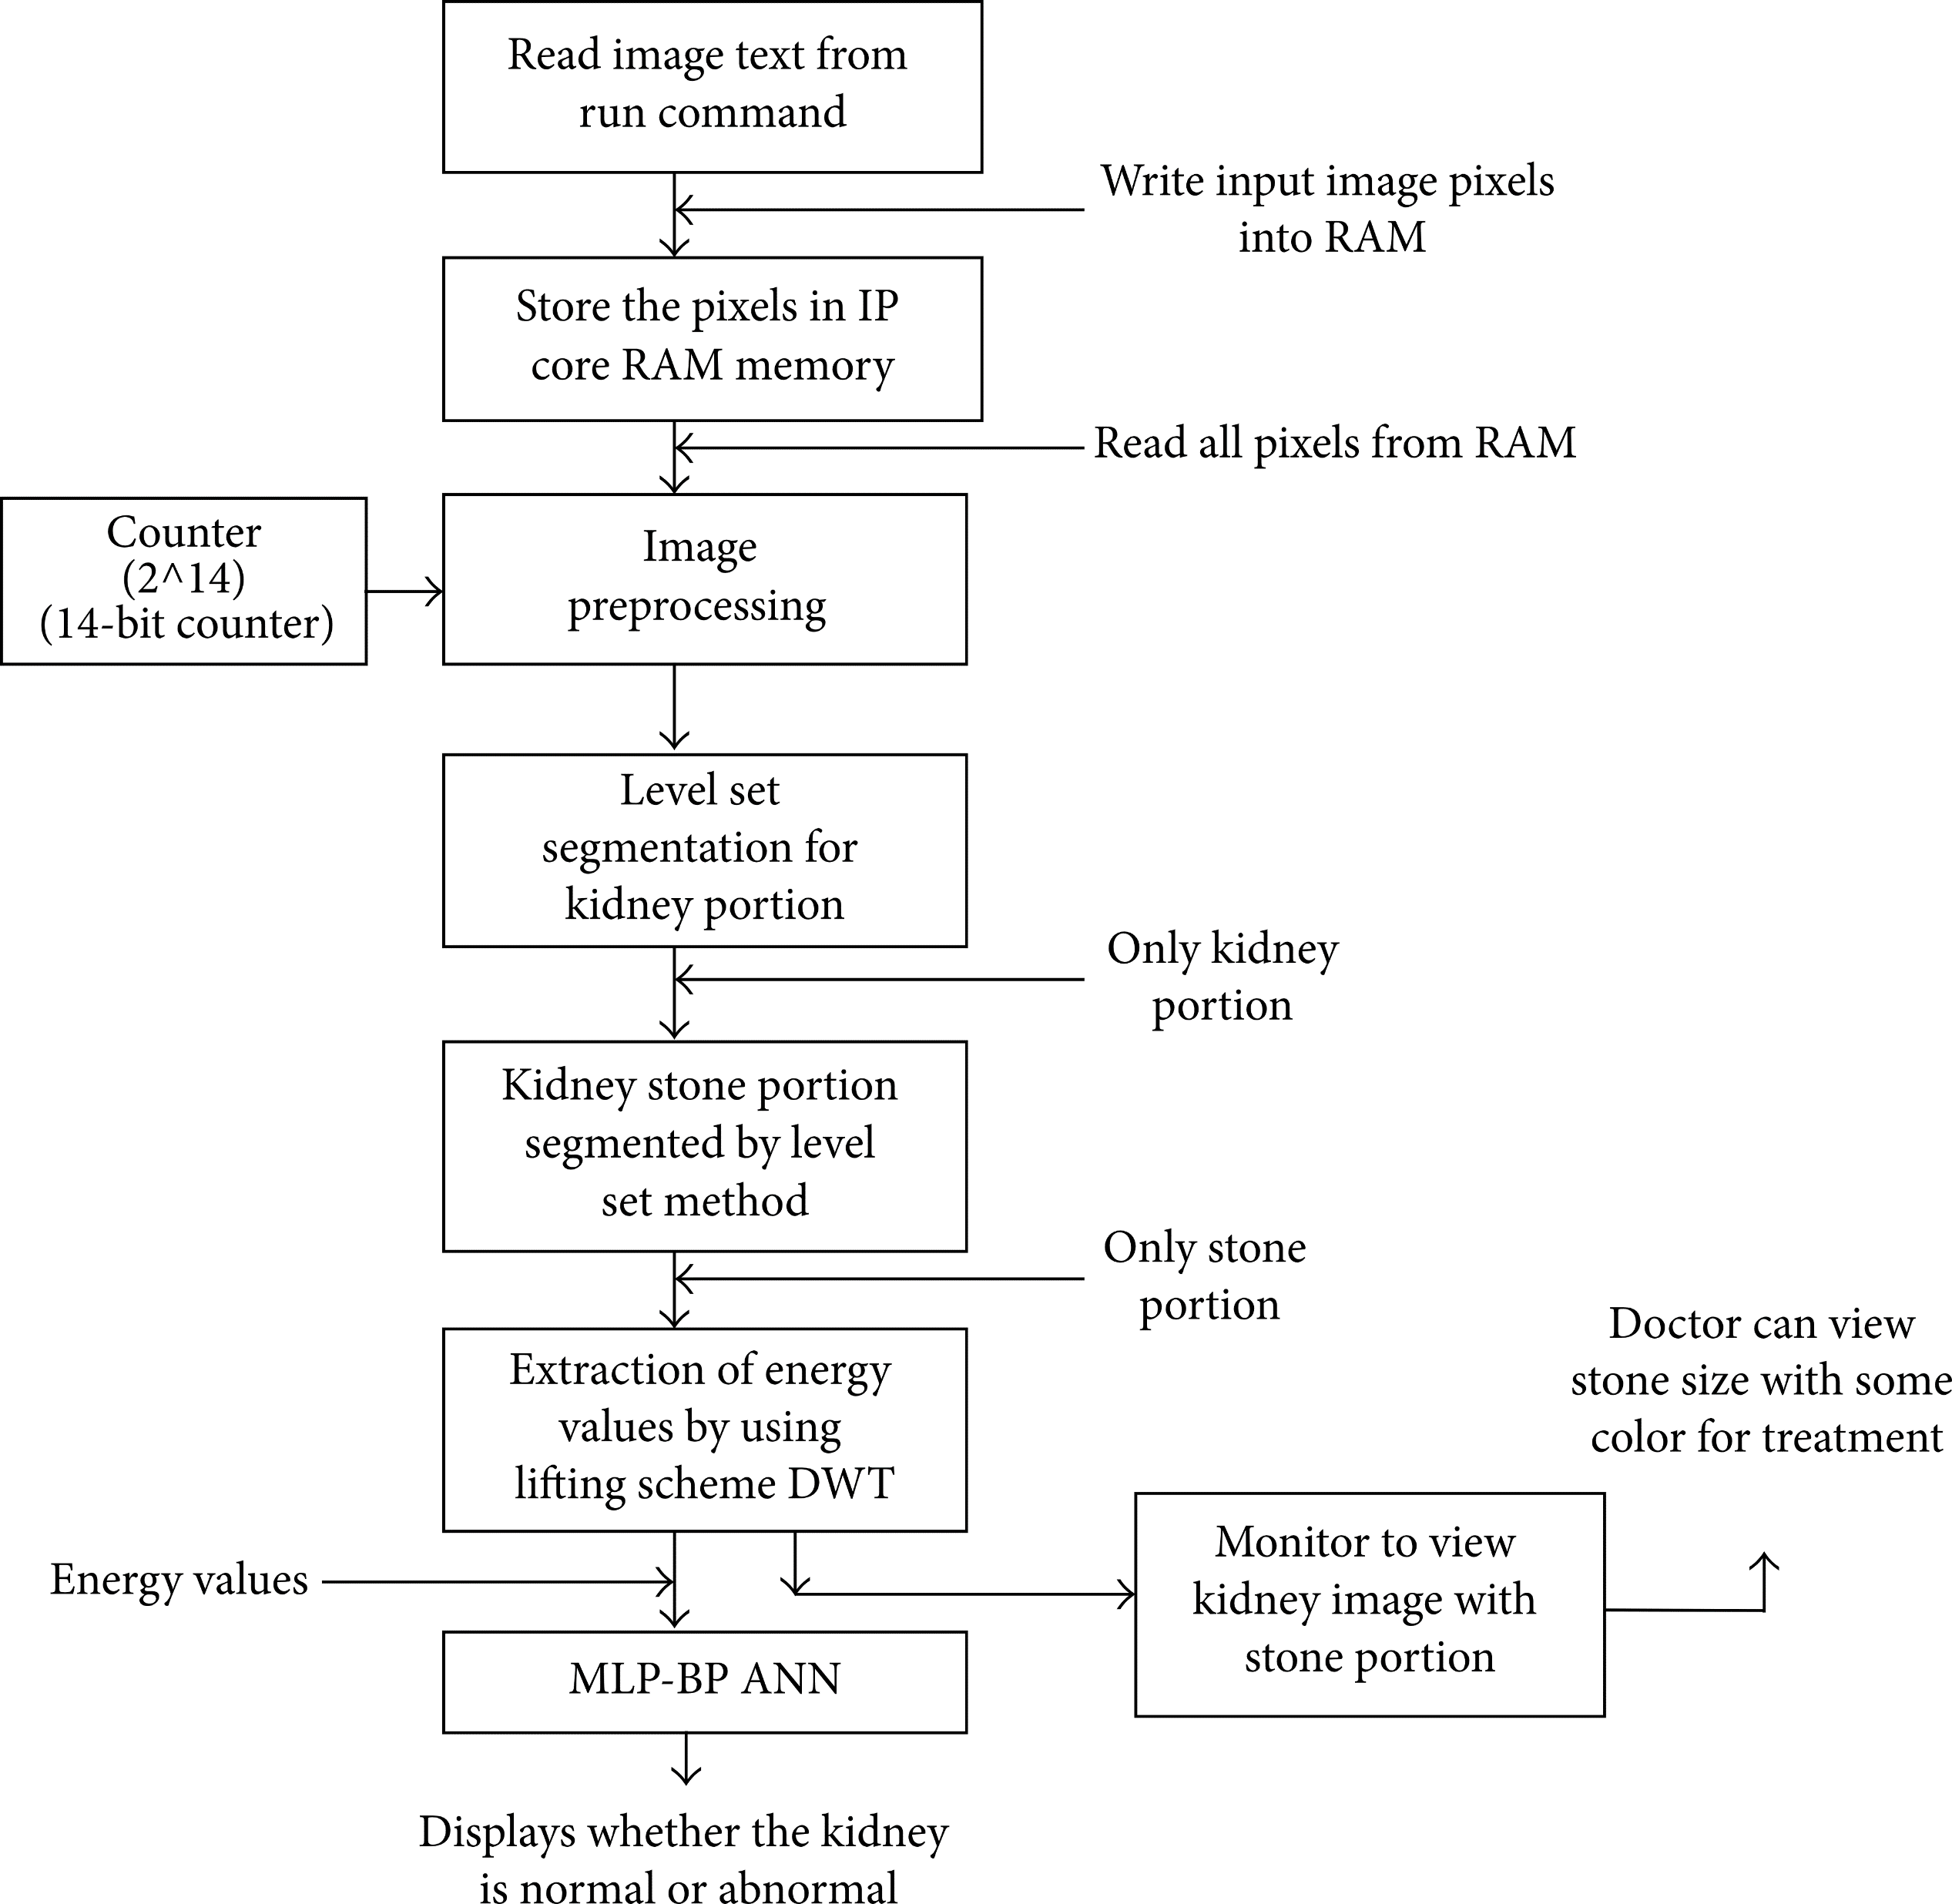 Read image text from
run command
Write input image pixels
into RAM
Store the pixels in IP
core RAM memory
Read all pixels from RAM
Counter
(2^14)
(14-bit counter)
Image
preprocessing
Level set
segmentation for
kidney portion
Only kidney
portion
Kidney stone portion
segmented by level
set method
Only stone
portion
Extraction of energy
values by using
lifting scheme DWT
Doctor can view
stone size with some
color for treatment
Monitor to view
kidney image with
stone portion
Energy values
MLP-BP ANN
Displays whether the kidney
is normal or abnormal